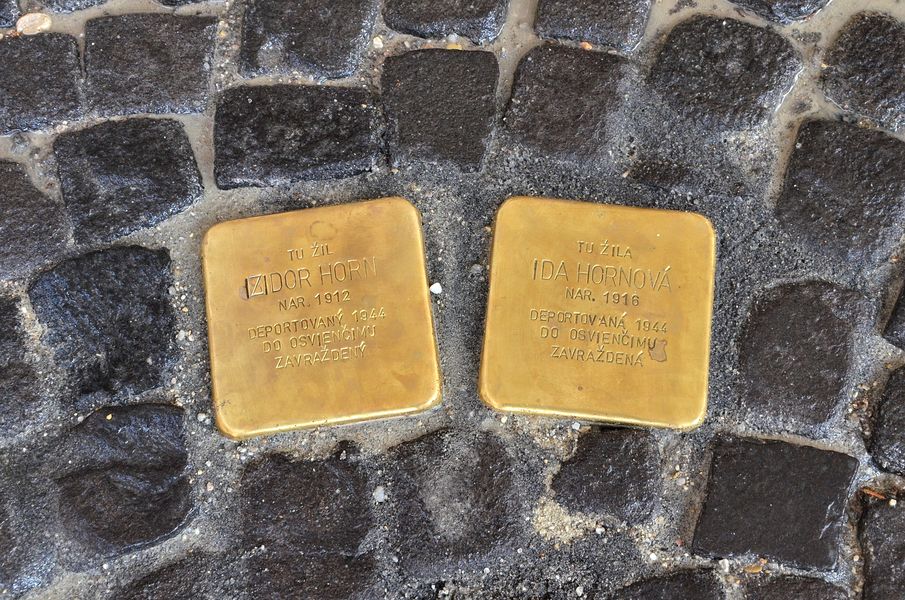 TU ŽIL
IZIDOR HORN
NAR. 1912
DEPORTOVANÝ 1944
DO OSVIENČIMU
ZAVRAŽDENÝ
TU ŽILA
IDA HORNOVÁ
NAR. 1916
DEPORTOVANÁ 1944
DO OSVIENČIMU
ZAVRAŽDENÁ